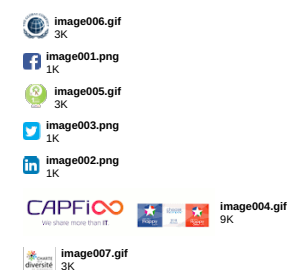 image006.gif
3K
image001.png
1K
image005.gif
3K
image003.png
1K
image002.png
1K
CAPFI
We share more than IT.
image004.gif
9K
image007.gif
3K
diversité